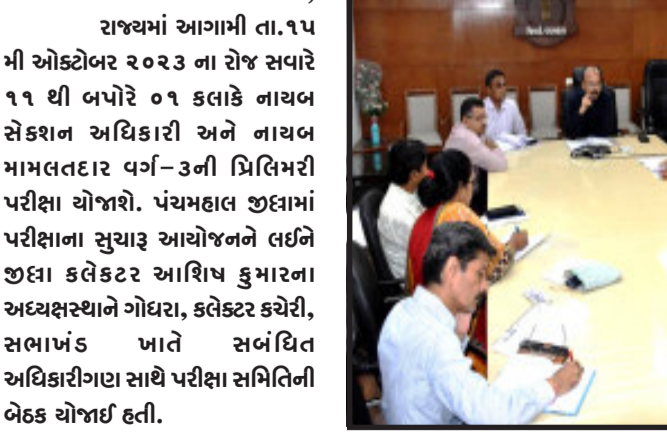 રાજ્યમાં આગામી તા.૧૫
મી ઓક્ટોબર ૨૦૨૩ ના રોજ સવારે
૧૧ થી બપોરે ૦૧ કલાકે નાયબ
સેકશન અધિકારી અને નાયબ
મામલતદાર વર્ગ-૩ની પ્રિલિમરી
પરીક્ષા યોજાશે. પંચમહાલ જીલ્લામાં
પરીક્ષાના સુચારૂ આયોજનને લઈને
જીલ્લા કલેકટર આશિષ કુમારના
અધ્યક્ષસ્થાને ગોધરા, કલેક્ટર કચેરી,
સભાખંડ ખાતે સબંધિત
અધિકારીગણ સાથે પરીક્ષા સમિતિની
બેઠક યોજાઈ હતી.